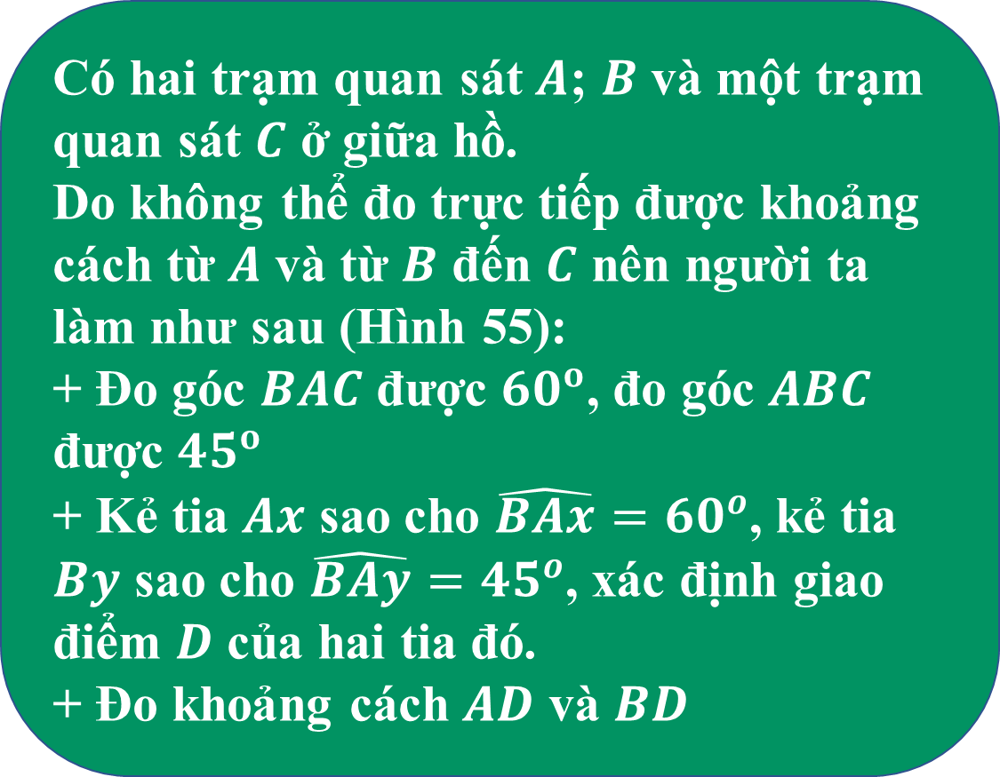 Có hai trạm quan sát A; B và một trạm
quan sát C ở giữa hồ.
Do không thể đo trực tiếp được khoảng
cách từ A và từ B đến C nên người ta
làm như sau (Hình 55):
+ Đo góc BAC được 60º, đo góc ABC
được 45º
+ Kẻ tia Ax sao cho \widehat{BAx} = 60^o, kẻ tia
By sao cho \widehat{BAy} = 45^o, xác định giao
điểm D của hai tia đó.
+ Đo khoảng cách AD và BD